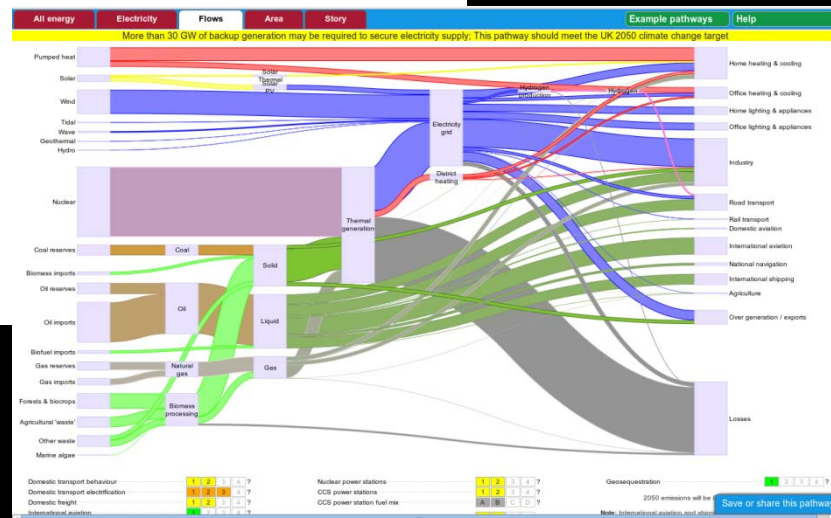 All energy
Electricity
Flows
Area
Story
Example pathways
Help
More than 30 GW of backup generation may be required to secure electricity supply; This pathway should meet the UK 2050 climate change target
Pumped heat
Solar
Wind
Tidal
Wave
Geothermal
Hydro
Nuclear
Coal reserves
Biomass imports
Oil reserves
Oil imports
Biofuel imports
Gas reserves
Gas imports
Forests & biocrops
Agricultural 'waste'
Other waste
Marine algae
Coal
Oil
Natural
gas
Biomass
processing
Solar
Thermal
Solar
PV
Solid
Liquid
Gas
Thermal
generation
Electricity
grid
District
heating
Hydrogen
production
Hydrogen
Home heating & cooling
Office heating & cooling
Home lighting & appliances
Office lighting & appliances
Industry
Road transport
Rail transport
Domestic aviation
International aviation
National navigation
International shipping
Agriculture
Over generation / exports
Losses
Domestic transport behaviour 1 2 3 4 ?
Domestic transport electrification 1 2 3 4 ?
Domestic freight 1 2 3 4 ?
International aviation
Nuclear power stations 1 2 3 4 ?
CCS power stations 1 2 3 4 ?
CCS power station fuel mix A B C D ?
Geosequestration 1 2 3 4 ?
2050 emissions will be
Save or share this pathway
Note: International aviation and